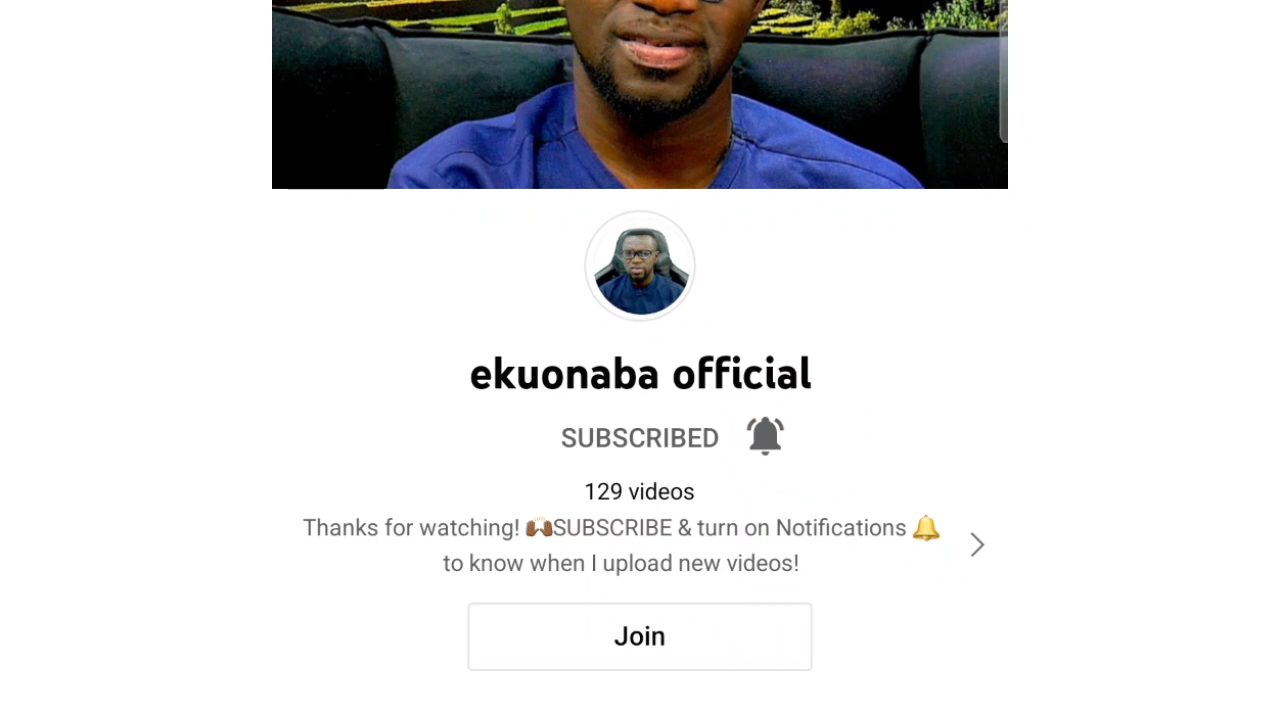 ekuonaba official
SUBSCRIBED
129 videos
Thanks for watching! 🙌🏾SUBSCRIBE & turn on Notifications 🔔
to know when I upload new videos!
Join